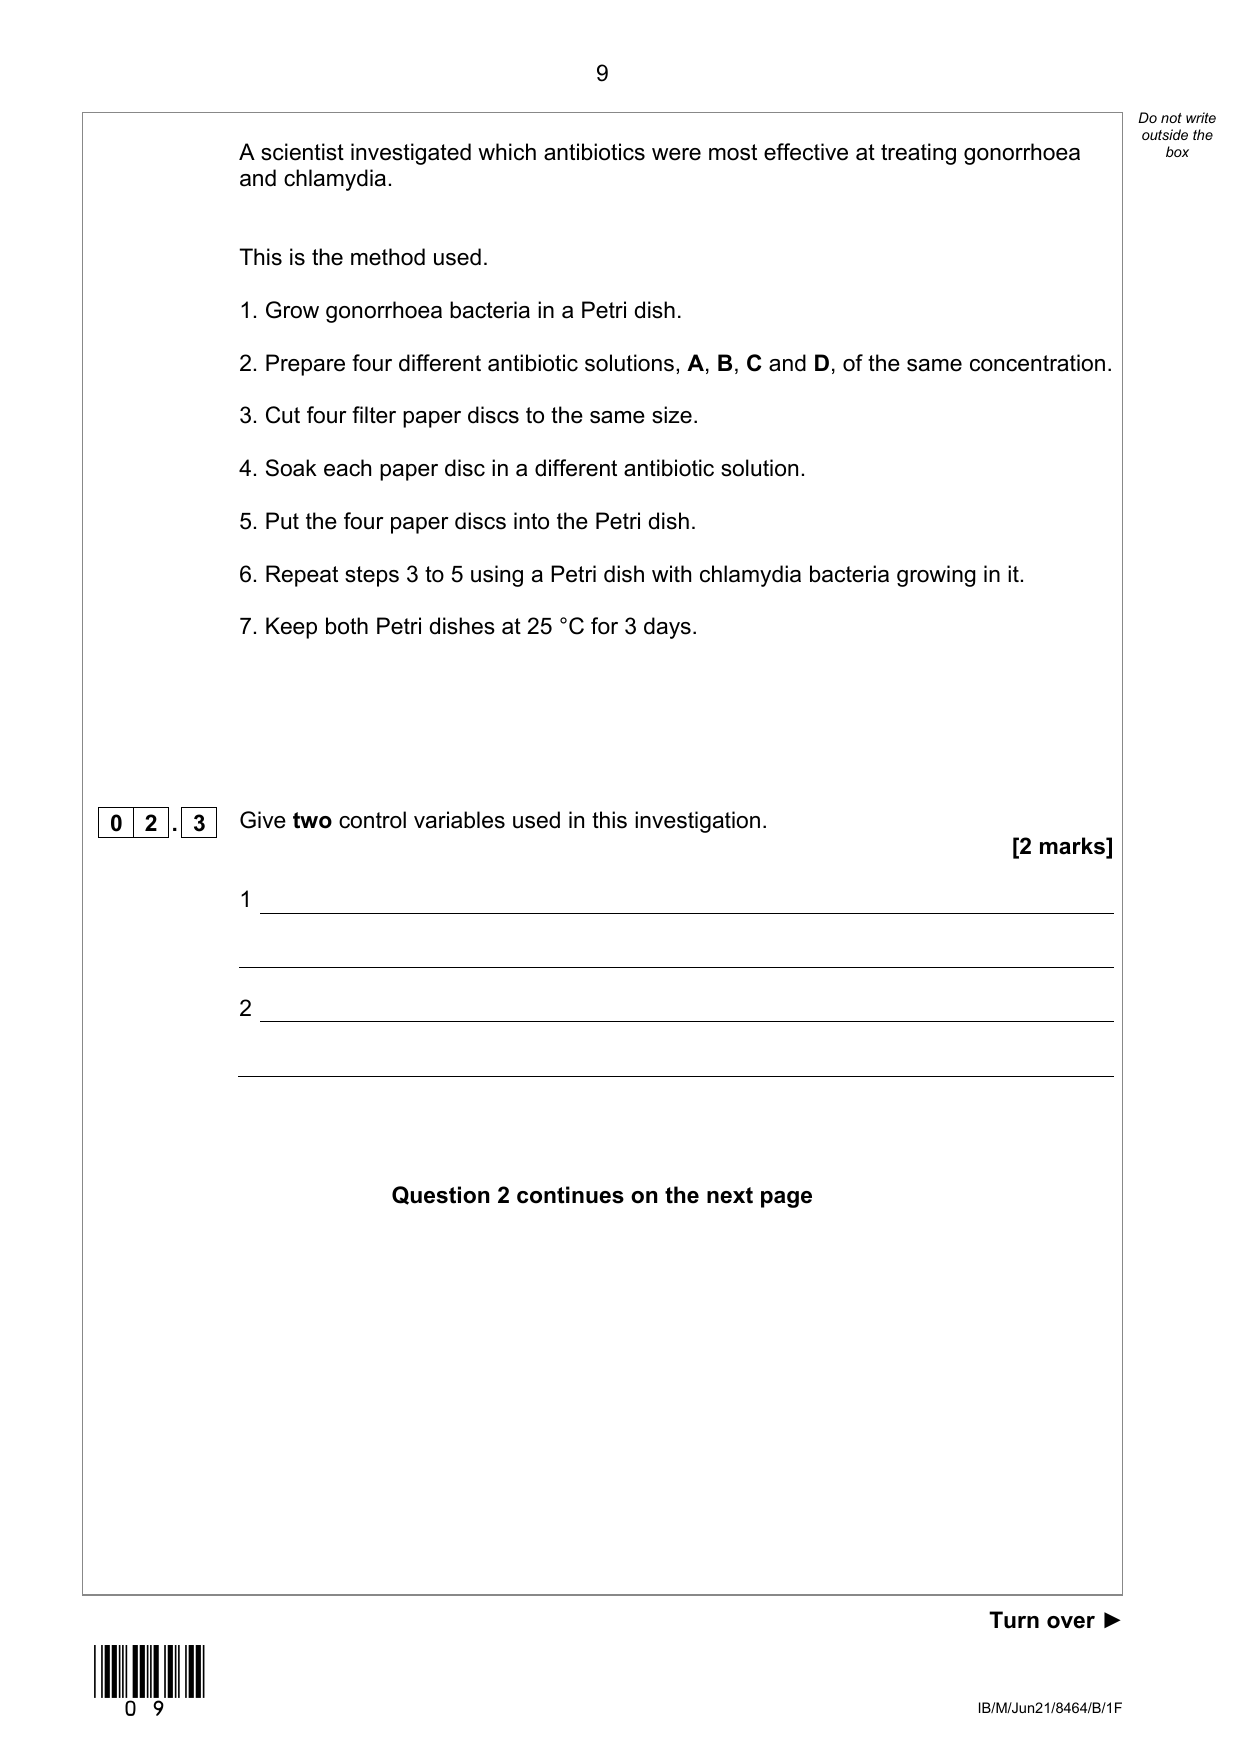 9
Do not write
outside the
box
A scientist investigated which antibiotics were most effective at treating gonorrhoea
and chlamydia.
This is the method used.
1. Grow gonorrhoea bacteria in a Petri dish.
2. Prepare four different antibiotic solutions, A, B, C and D, of the same concentration.
3. Cut four filter paper discs to the same size.
4. Soak each paper disc in a different antibiotic solution.
5. Put the four paper discs into the Petri dish.
6. Repeat steps 3 to 5 using a Petri dish with chlamydia bacteria growing in it.
7. Keep both Petri dishes at 25 °C for 3 days.
0 2 . 3 Give two control variables used in this investigation.
[2 marks]
1
2
Question 2 continues on the next page
Turn over ►
0 9
IB/M/Jun21/8464/B/1F